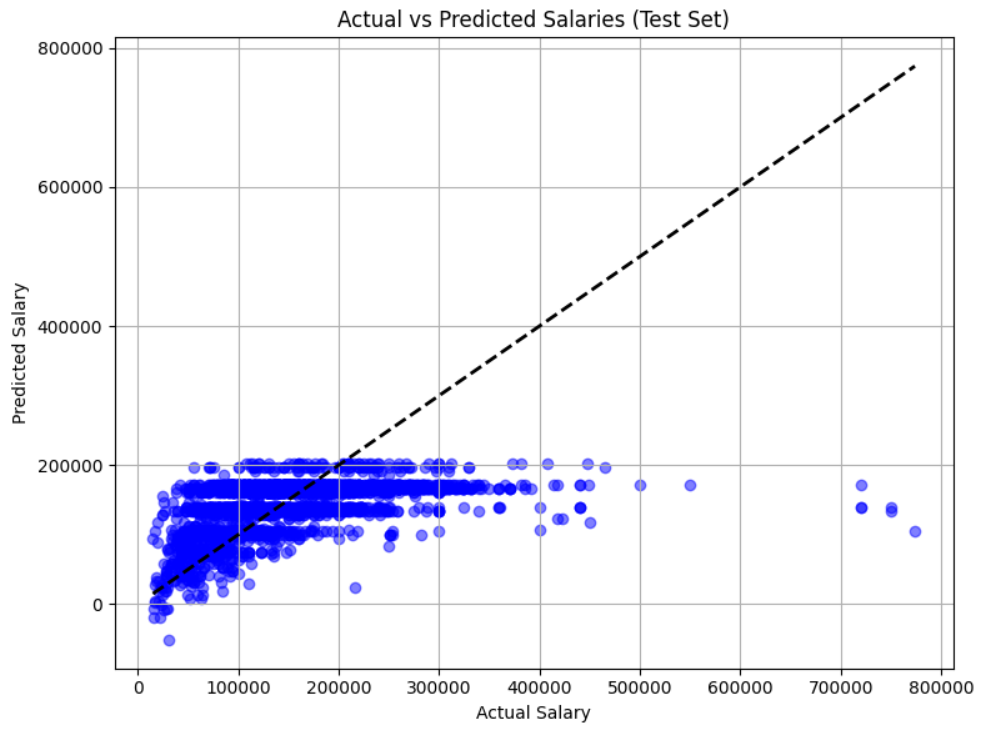 Actual vs Predicted Salaries (Test Set)
800000
600000
400000
200000
0
Predicted Salary
0 100000 200000 300000 400000 500000 600000 700000 800000
Actual Salary